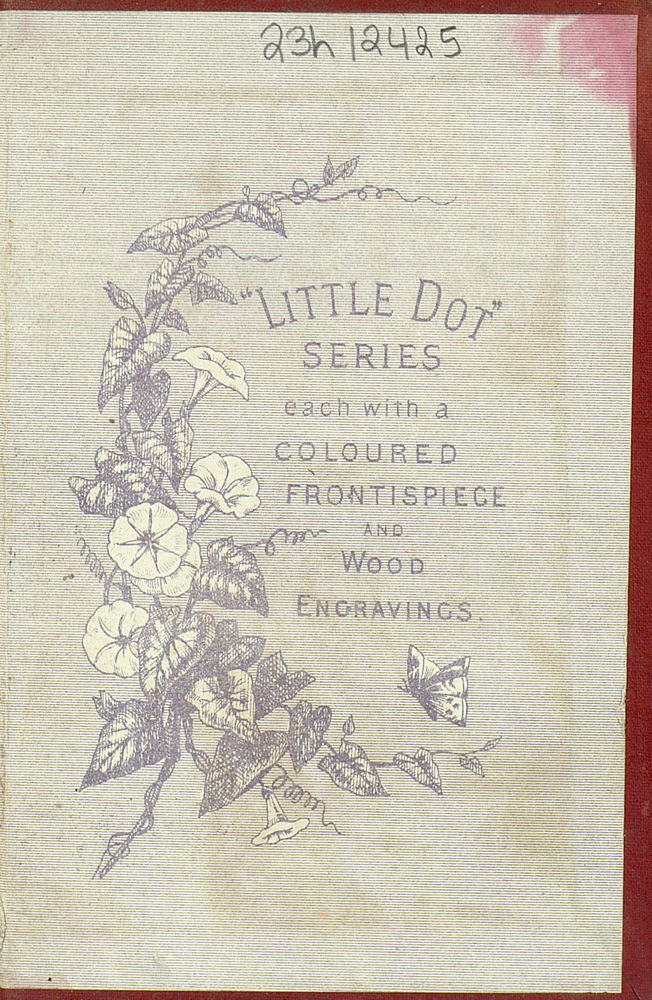 23h 12425
"LITTLE DOT"
SERIES
each with a
COLOURED
FRONTISPIECE
AND
WOOD
ENGRAVINGS.